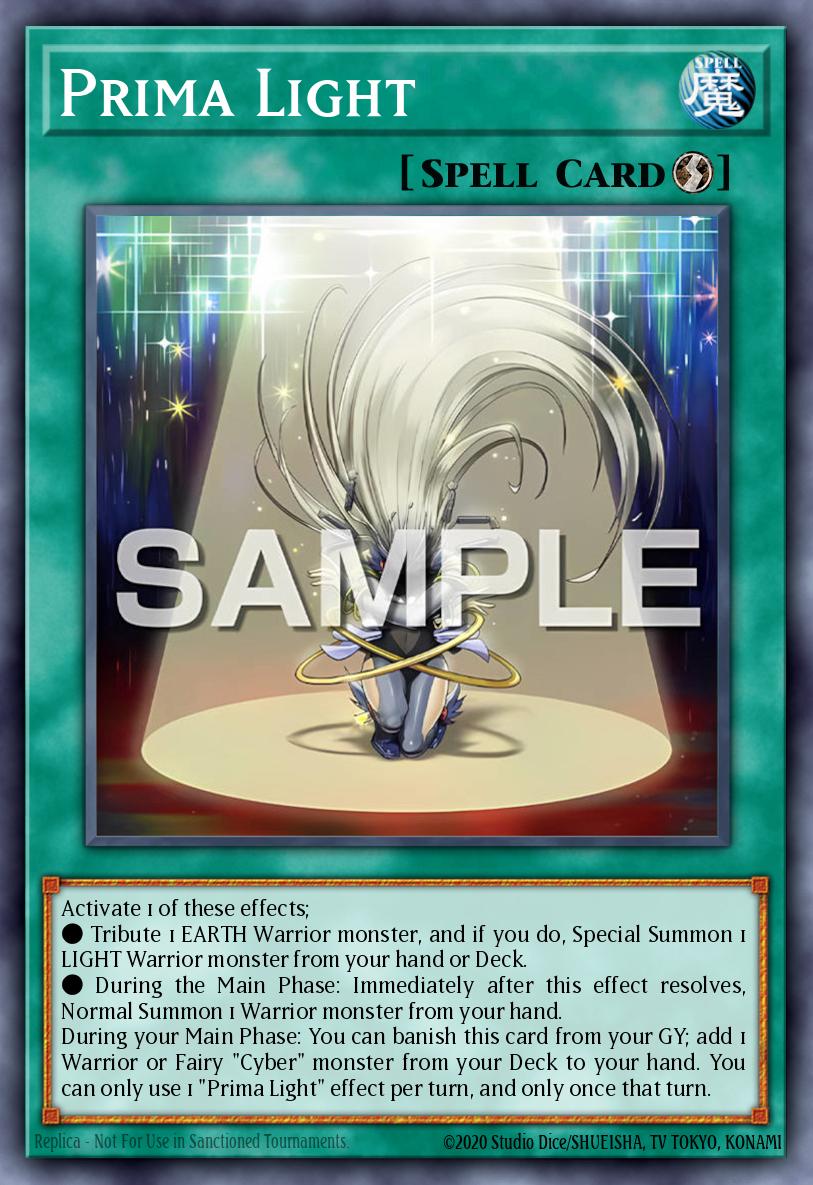 Prima Light
SPELL
魔
[Spell Card]
SAMPLE
Activate 1 of these effects;
● Tribute 1 EARTH Warrior monster, and if you do, Special Summon 1
LIGHT Warrior monster from your hand or Deck.
● During the Main Phase: Immediately after this effect resolves,
Normal Summon 1 Warrior monster from your hand.
During your Main Phase: You can banish this card from your GY; add 1
Warrior or Fairy "Cyber" monster from your Deck to your hand. You
can only use 1 "Prima Light" effect per turn, and only once that turn.
Replica - Not For Use in Sanctioned Tournaments.
©2020 Studio Dice/SHUEISHA, TV TOKYO, KONAMI